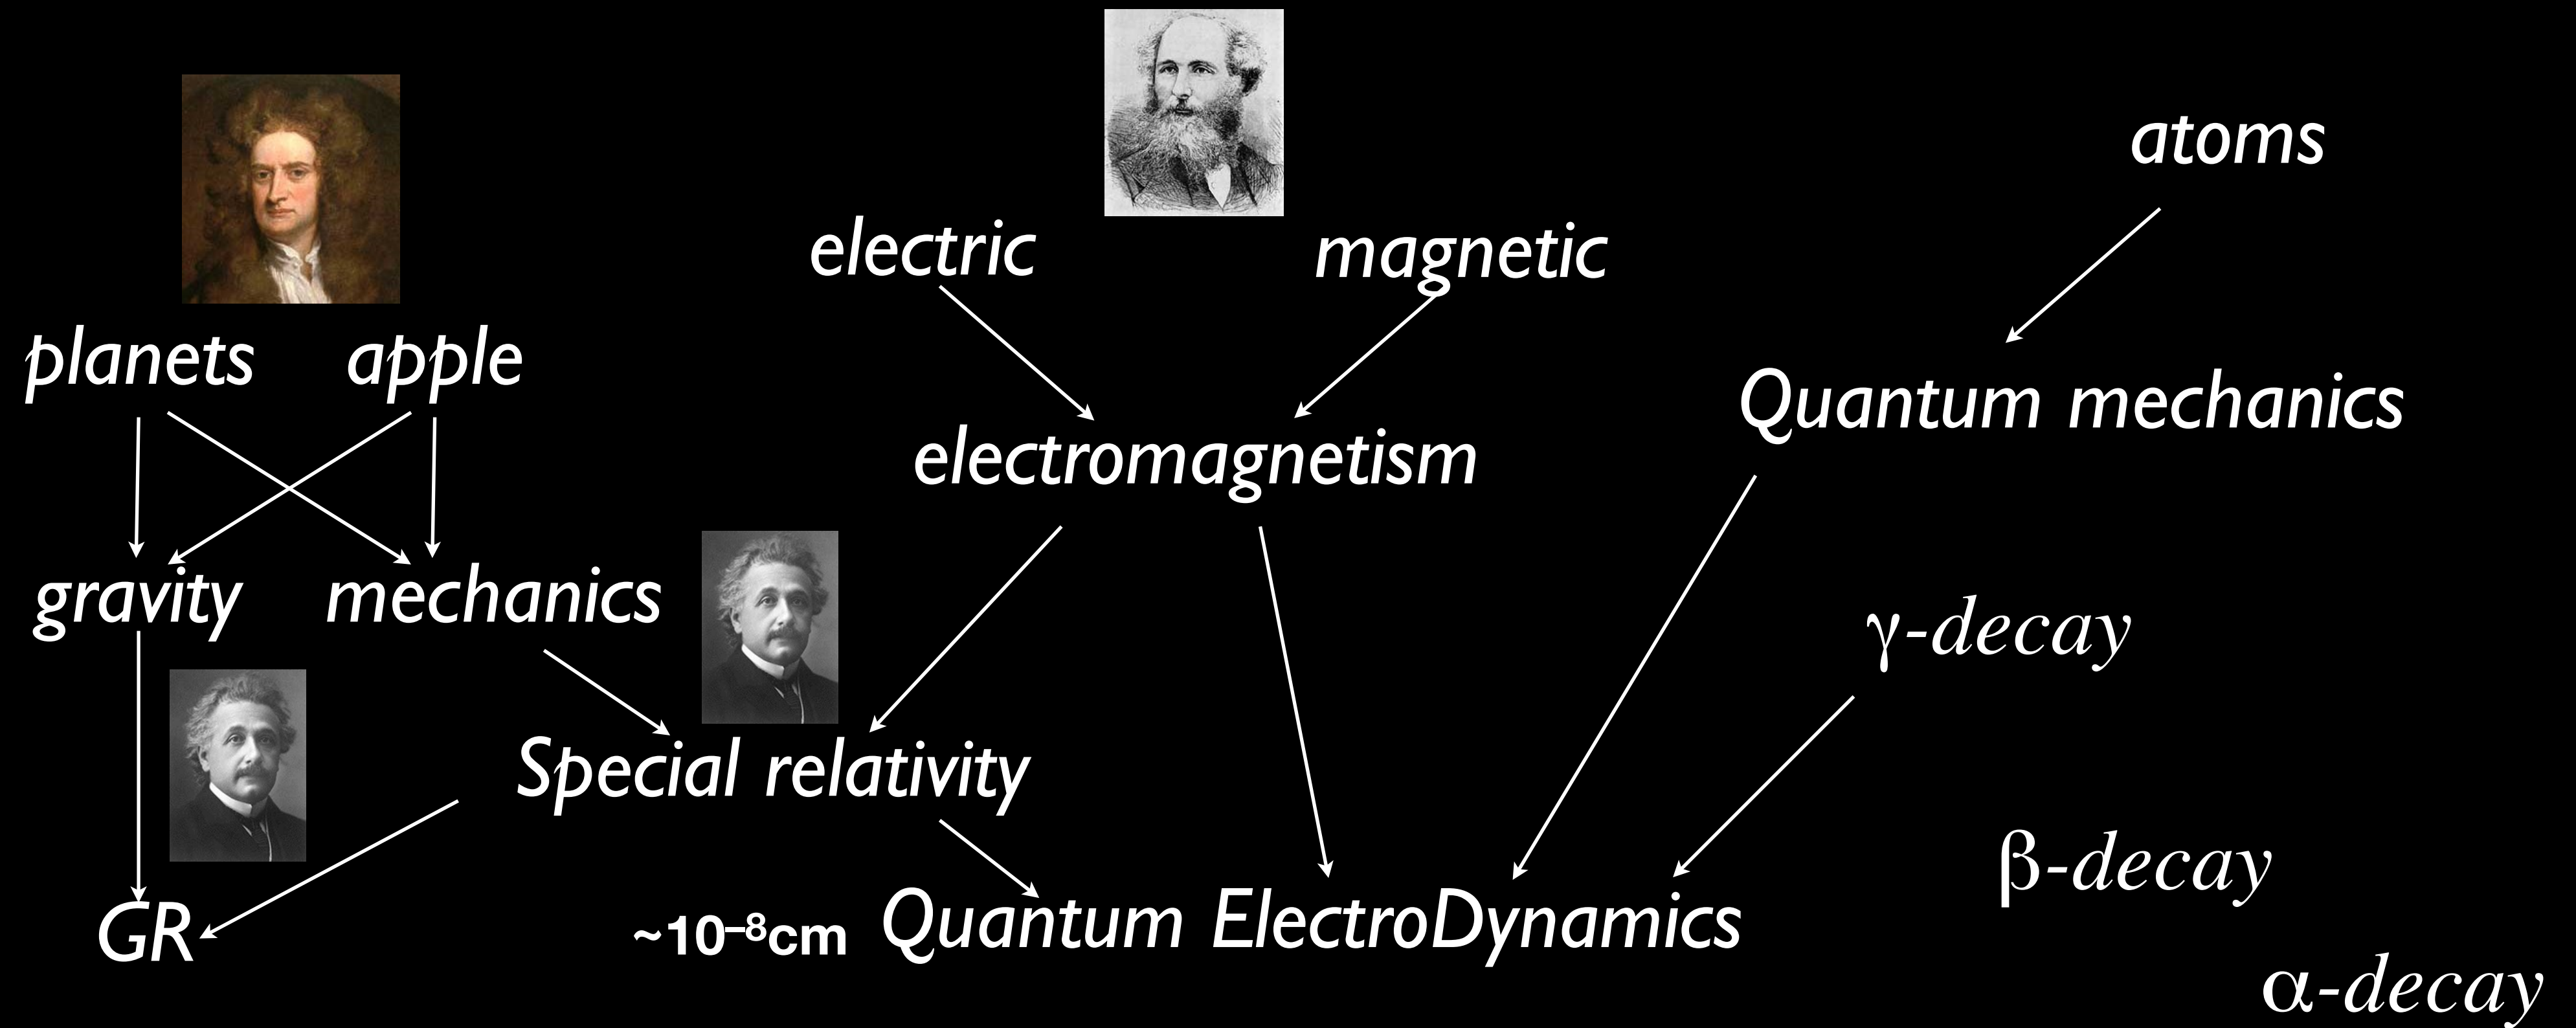 atoms
electric magnetic
planets apple
Quantum mechanics
electromagnetism
gravity mechanics
γ-decay
Special relativity
β-decay
GR ~10⁻⁸cm Quantum ElectroDynamics
α-decay